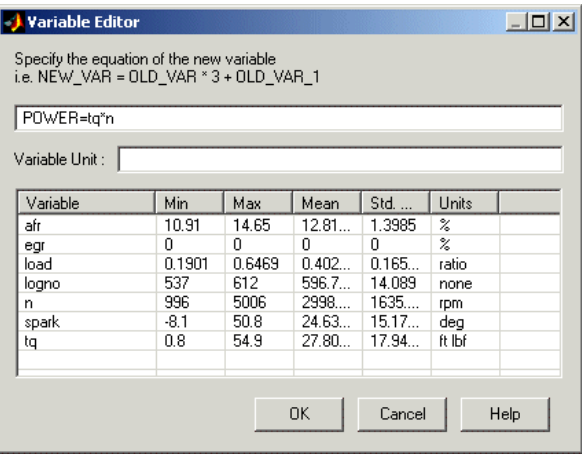 Variable Editor
Specify the equation of the new variable
i.e. NEW_VAR = OLD_VAR * 3 + OLD_VAR_1
POWER=tq*n
Variable Unit :
Variable Min Max Mean Std. ... Units
afr 10.91 14.65 12.81... 1.3985 %
egr 0 0 0 0 %
load 0.1901 0.6469 0.402... 0.165... ratio
logno 537 612 596.7... 14.089 none
n 996 5006 2998.... 1635.... rpm
spark -8.1 50.8 24.63... 15.17... deg
tq 0.8 54.9 27.80... 17.94... ft lbf
OK Cancel Help